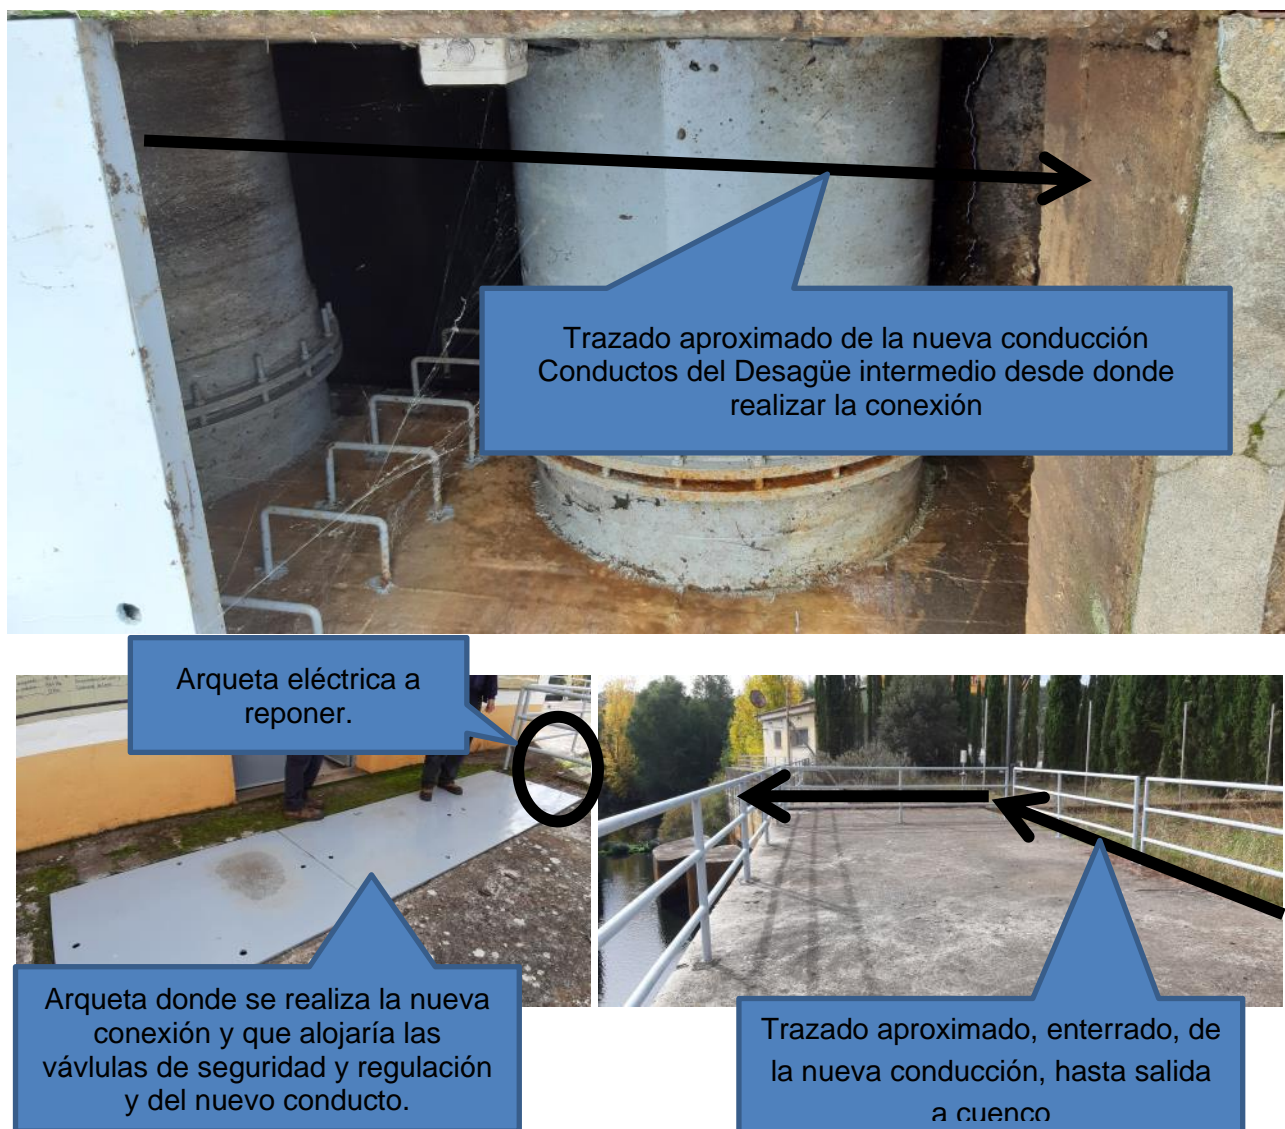 Trazado aproximado de la nueva conducción
Conductos del Desagüe intermedio desde donde
realizar la conexión
Arqueta eléctrica a
reponer.
Arqueta donde se realiza la nueva
conexión y que alojaría las
vávlulas de seguridad y regulación
y del nuevo conducto.
Trazado aproximado, enterrado, de
la nueva conducción, hasta salida
a cuenco